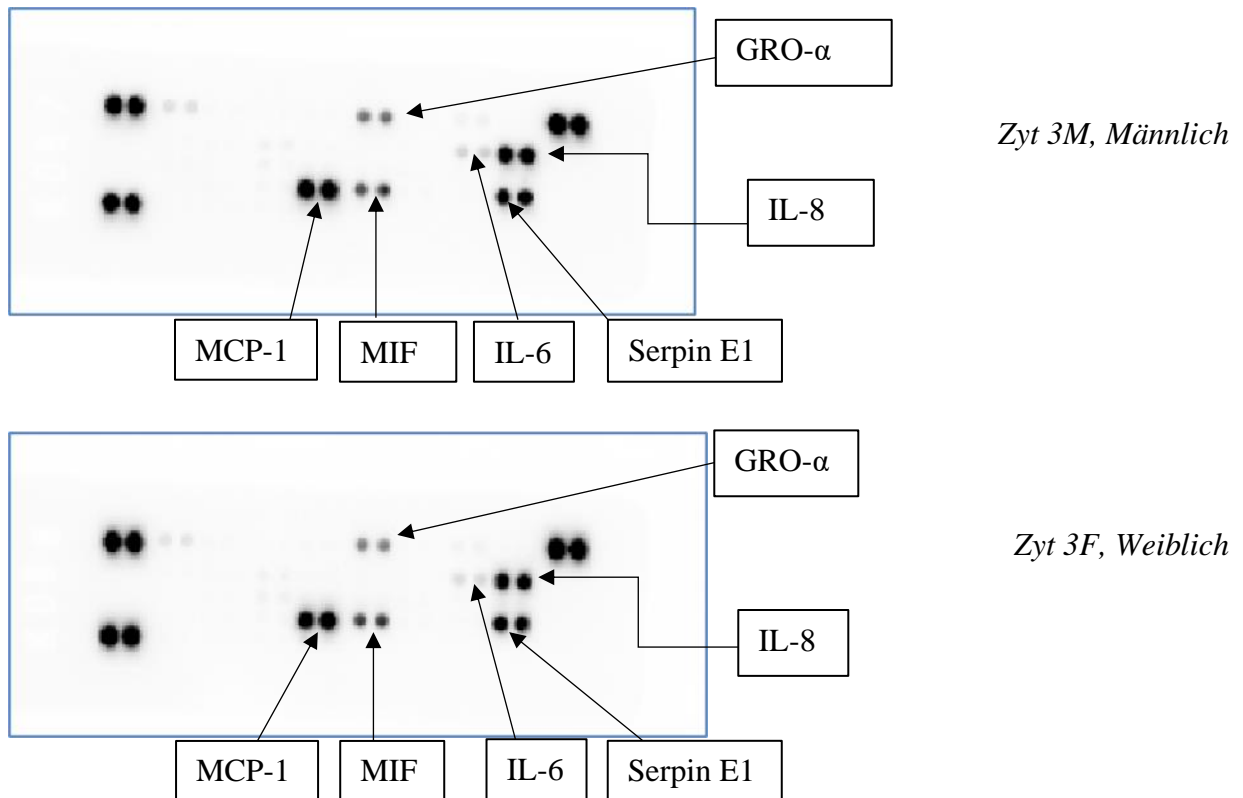 GRO-α
Zyt 3M, Männlich
IL-8
MCP-1
MIF
IL-6
Serpin E1
GRO-α
Zyt 3F, Weiblich
IL-8
MCP-1
MIF
IL-6
Serpin E1